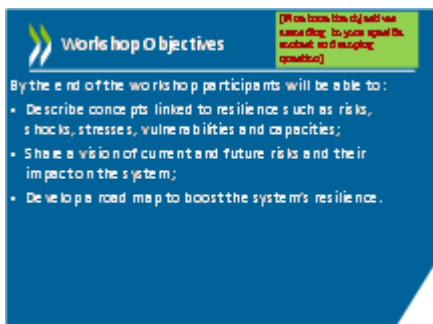 Workshop Objectives
By the end of the workshop participants will be able to:
• Describe concepts linked to resilience such as risks,
shocks, stresses, vulnerabilities and capacities;
• Share a vision of current and future risks and their
impact on the system;
• Develop a road map to boost the system's resilience.